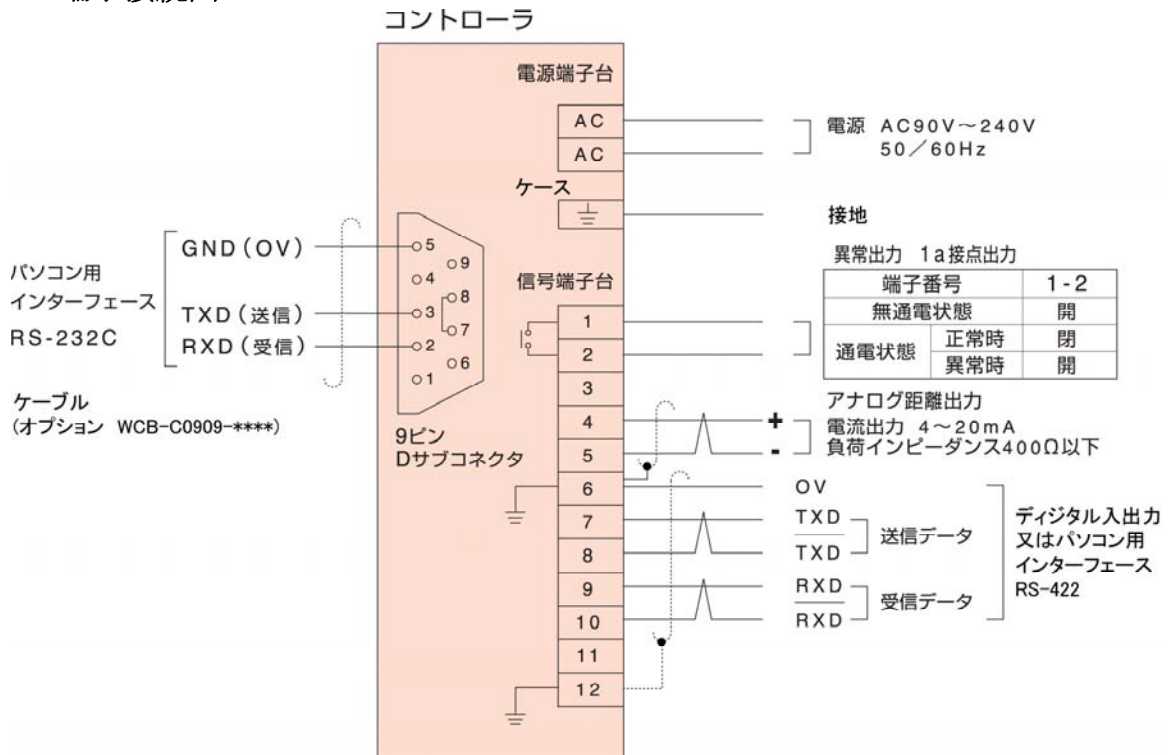 コントローラ
電源端子台
AC
AC
電源 AC90V～240V
50／60Hz
ケース
接地
パソコン用
インターフェース
RS-232C
GND（OV）
TXD（送信）
RXD（受信）
ケーブル
(オプション WCB-C0909-****)
5
9
4
8
3
7
2
6
1
9ピン
Dサブコネクタ
信号端子台
1
2
3
4
5
6
7
8
9
10
11
12
異常出力 1a接点出力
端子番号 1-2
無通電状態 開
通電状態 正常時 閉
異常時 開
アナログ距離出力
+ 電流出力 4～20mA
- 負荷インピーダンス400Ω以下
OV
TXD
TXD
送信データ
RXD
RXD
受信データ
ディジタル入出力
又はパソコン用
インターフェース
RS-422